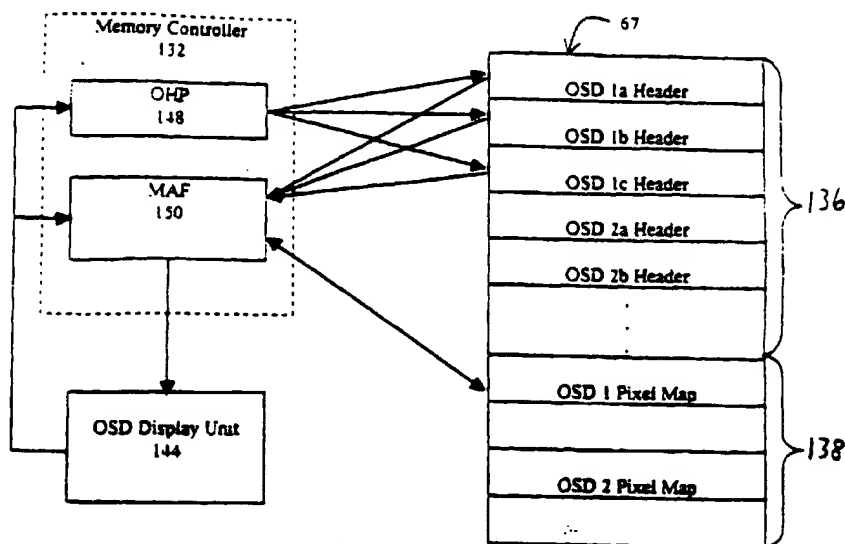 Memory Controller
132
OHP
148
MAF
150
OSD Display Unit
144
67
OSD 1a Header
OSD 1b Header
OSD 1c Header
OSD 2a Header
OSD 2b Header
OSD 1 Pixel Map
OSD 2 Pixel Map
136
138